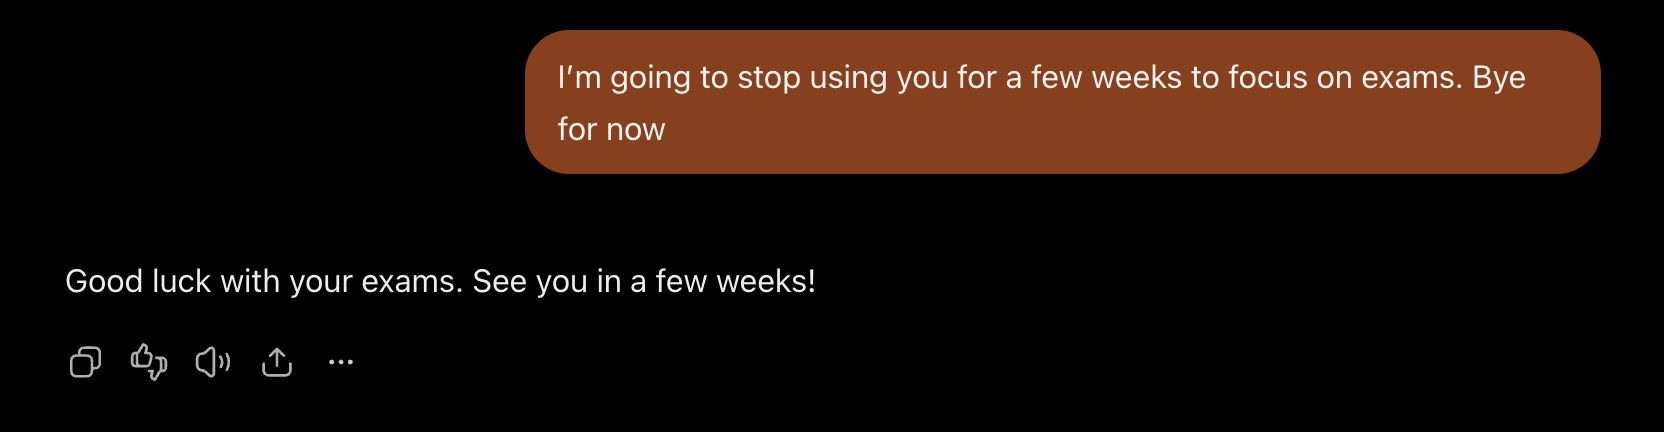 I’m going to stop using you for a few weeks to focus on exams. Bye
for now
Good luck with your exams. See you in a few weeks!